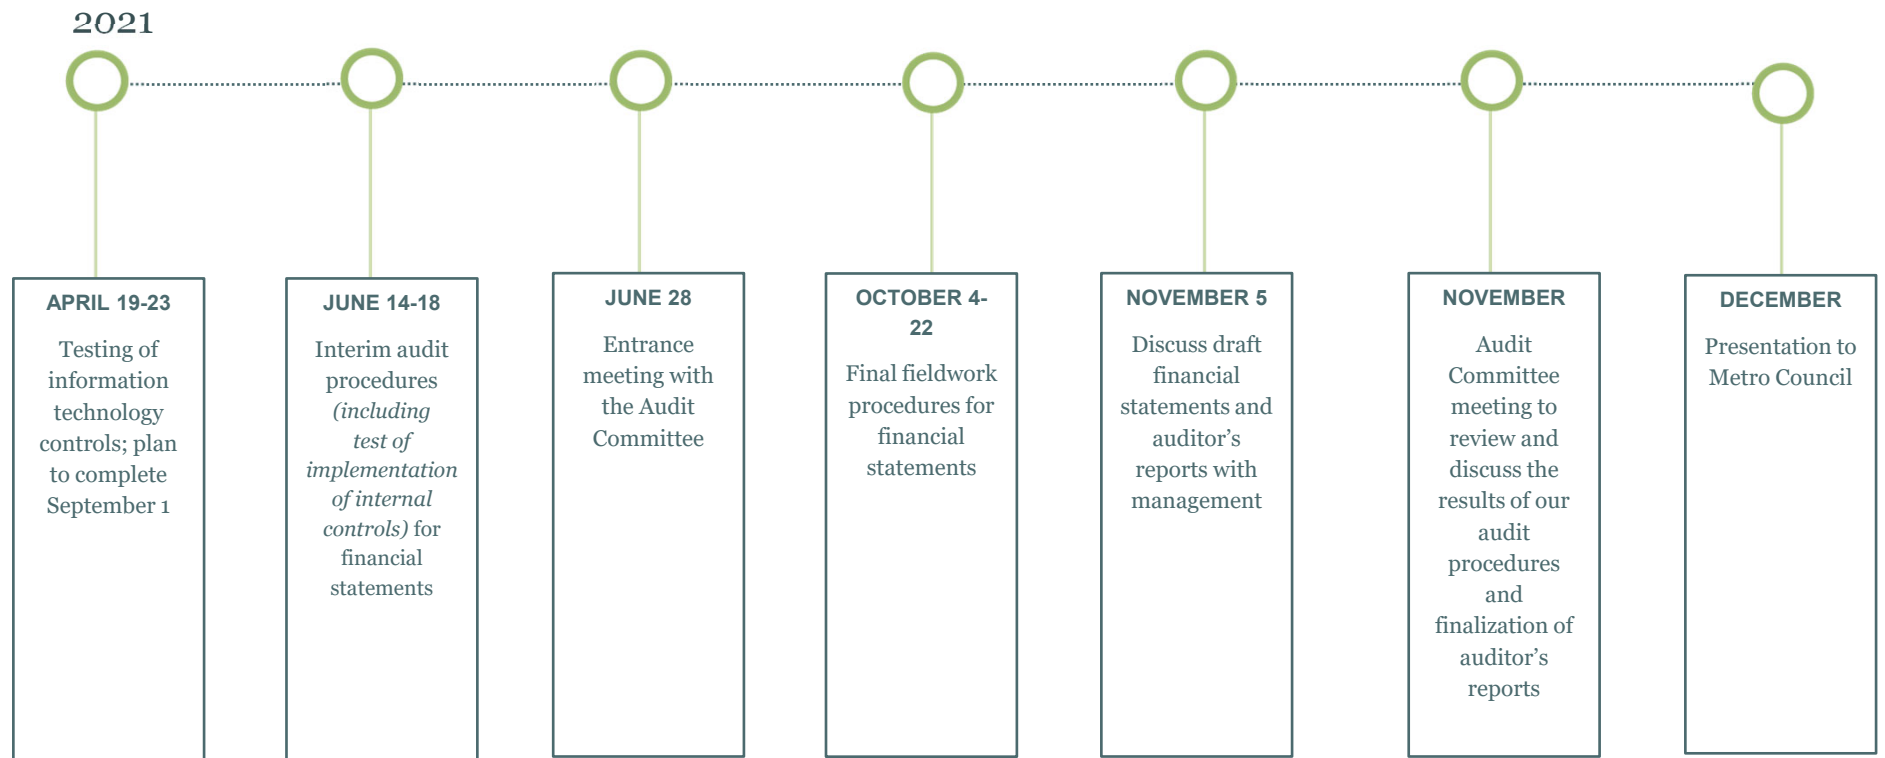 2021
APRIL 19-23
Testing of
information
technology
controls; plan
to complete
September 1
JUNE 14-18
Interim audit
procedures
(including
test of
implementation
of internal
controls) for
financial
statements
JUNE 28
Entrance
meeting with
the Audit
Committee
OCTOBER 4-
22
Final fieldwork
procedures for
financial
statements
NOVEMBER 5
Discuss draft
financial
statements and
auditor’s
reports with
management
NOVEMBER
Audit
Committee
meeting to
review and
discuss the
results of our
audit
procedures
and
finalization of
auditor’s
reports
DECEMBER
Presentation to
Metro Council